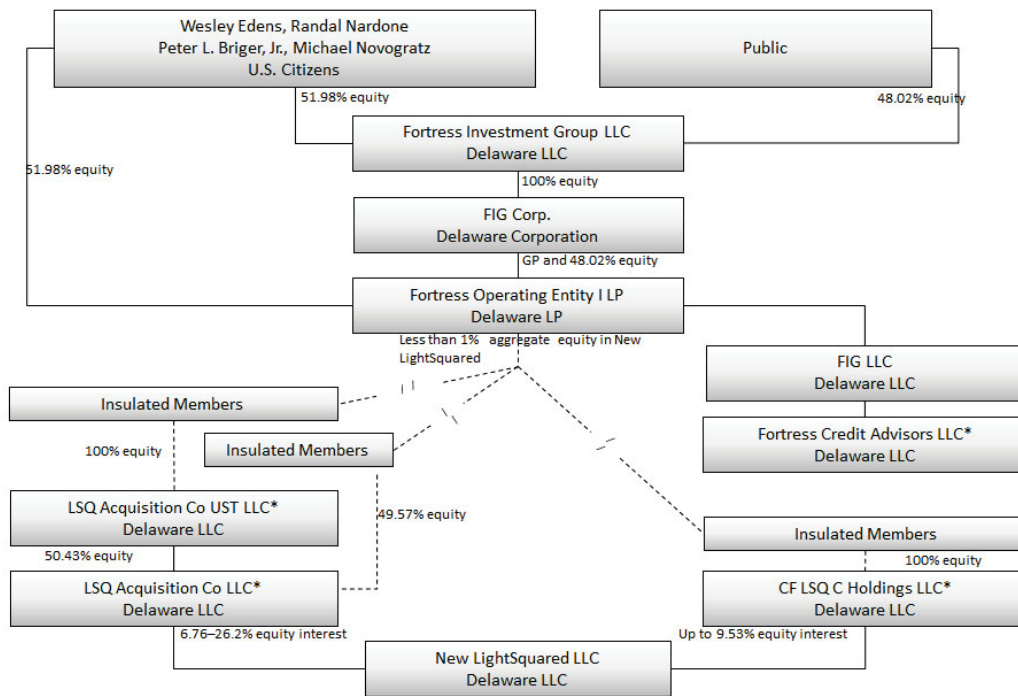 Wesley Edens, Randal Nardone
Peter L. Briger, Jr., Michael Novogratz
U.S. Citizens
Public
51.98% equity
48.02% equity
Fortress Investment Group LLC
Delaware LLC
51.98% equity
100% equity
FIG Corp.
Delaware Corporation
GP and 48.02% equity
Fortress Operating Entity I LP
Delaware LP
Less than 1% aggregate equity in New
LightSquared
FIG LLC
Delaware LLC
Insulated Members
Fortress Credit Advisors LLC*
Delaware LLC
100% equity
Insulated Members
LSQ Acquisition Co UST LLC*
Delaware LLC
49.57% equity
Insulated Members
50.43% equity
100% equity
LSQ Acquisition Co LLC*
Delaware LLC
CF LSQ C Holdings LLC*
Delaware LLC
6.76–26.2% equity interest
Up to 9.53% equity interest
New LightSquared LLC
Delaware LLC